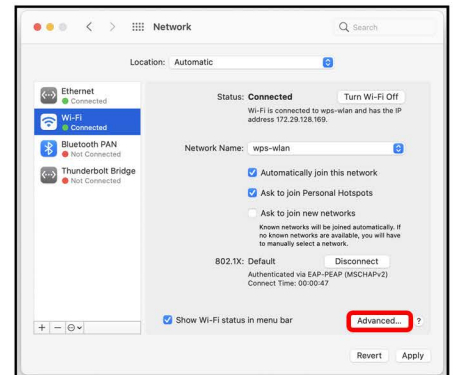 Network
Search
Location: Automatic
Ethernet
Connected
Wi-Fi
Connected
Bluetooth PAN
Not Connected
Thunderbolt Bridge
Not Connected
Status: Connected
Turn Wi-Fi Off
Wi-Fi is connected to wps-wlan and has the IP
address 172.29.128.169.
Network Name: wps-wlan
Automatically join this network
Ask to join Personal Hotspots
Ask to join new networks
Known networks will be joined automatically. If
no known networks are available, you will have
to manually select a network.
802.1X: Default
Disconnect
Authenticated via EAP-
PEAP (MSCHAPv2)
Connect Time: 00:00:47
Show Wi-Fi status in menu bar
Advanced... ?
Revert Apply